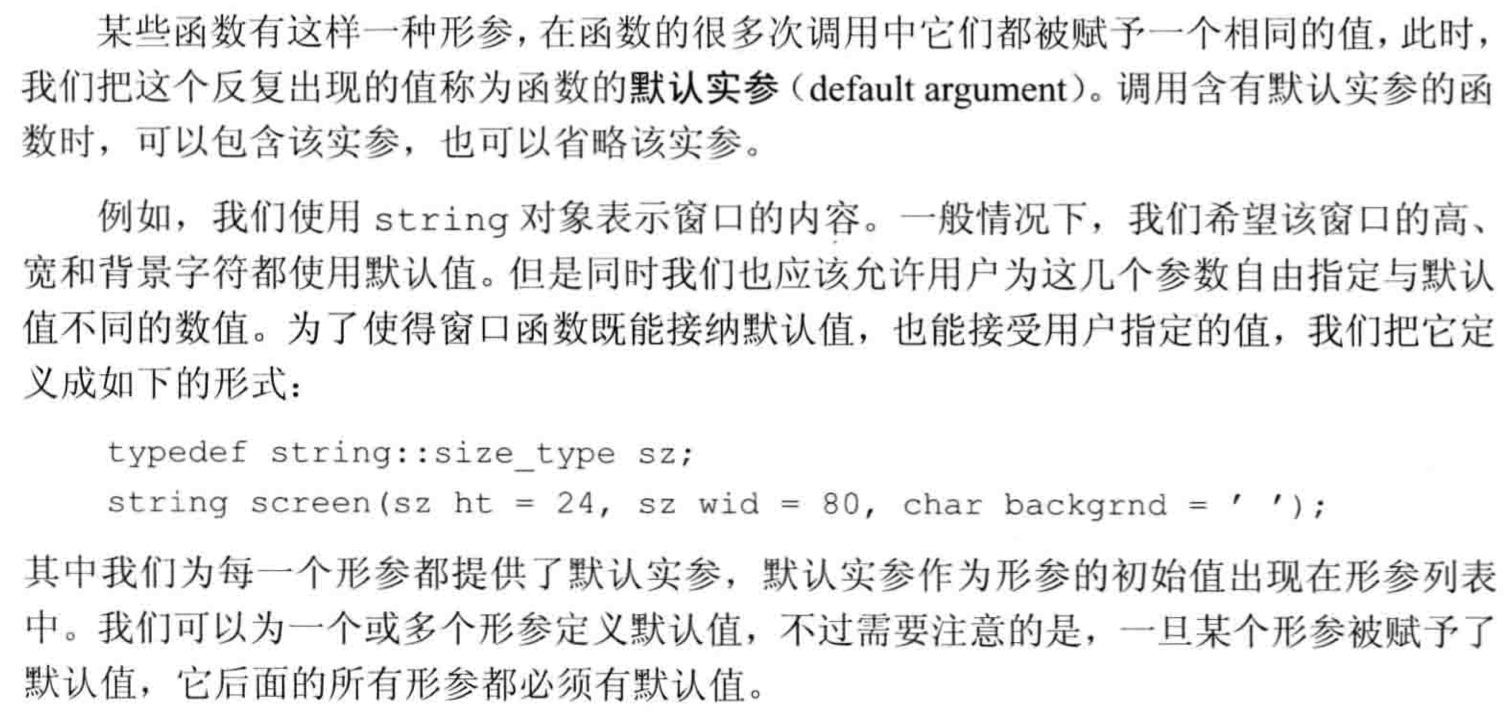 某些函数有这样一种形参，在函数的很多次调用中它们都被赋予一个相同的值，此时，
我们把这个反复出现的值称为函数的默认实参（default argument）。调用含有默认实参的函
数时，可以包含该实参，也可以省略该实参。
例如，我们使用 string 对象表示窗口的内容。一般情况下，我们希望该窗口的高、
宽和背景字符都使用默认值。但是同时我们也应该允许用户为这几个参数自由指定与默认
值不同的数值。为了使得窗口函数既能接纳默认值，也能接受用户指定的值，我们把它定
义成如下的形式：
typedef string::size_type sz;
string screen(sz ht = 24, sz wid = 80, char backgrnd = ' ');
其中我们为每一个形参都提供了默认实参，默认实参作为形参的初始值出现在形参列表
中。我们可以为一个或多个形参定义默认值，不过需要注意的是，一旦某个形参被赋予了
默认值，它后面的所有形参都必须有默认值。